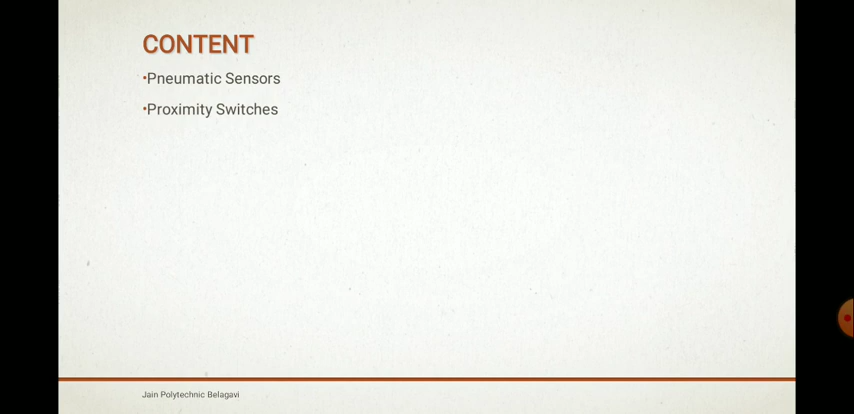 CONTENT
•Pneumatic Sensors
•Proximity Switches
Jain Polytechnic Belagavi